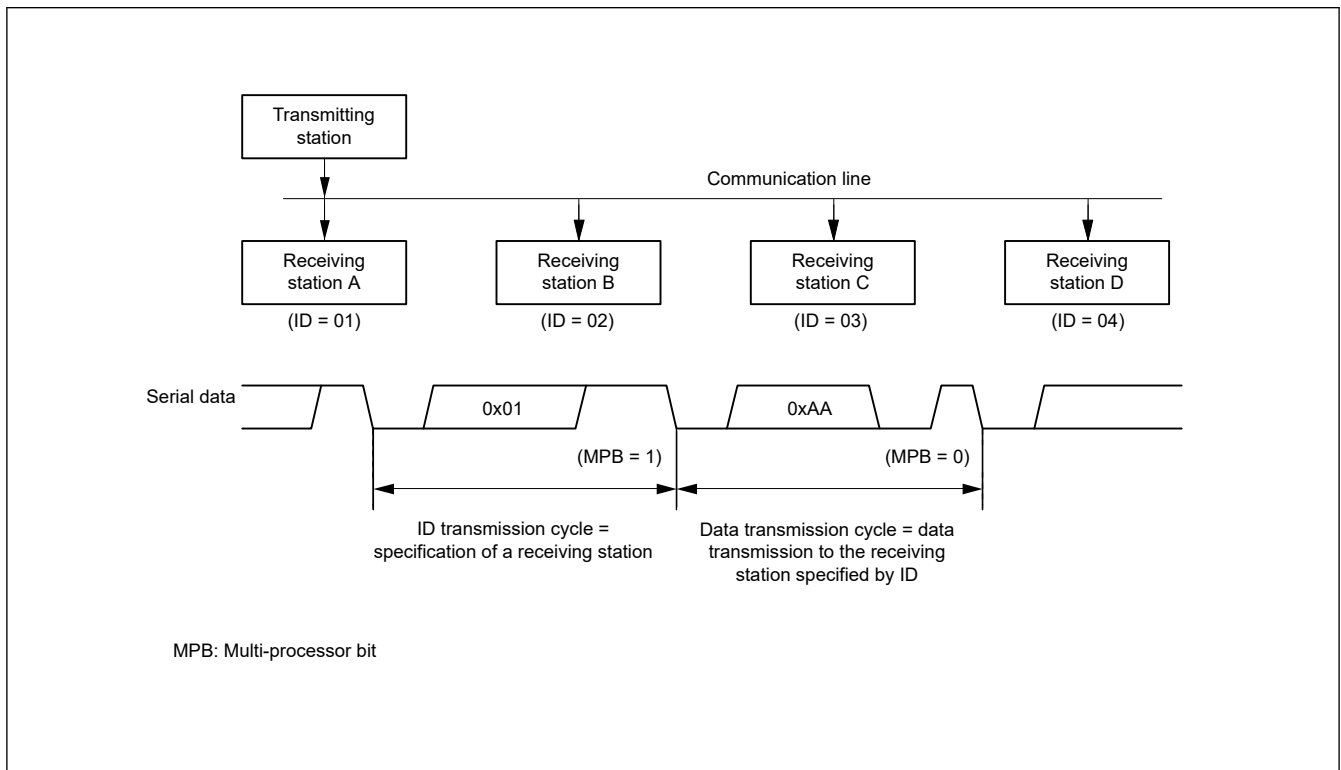 Transmitting
station
Communication line
Receiving
station A
Receiving
station B
Receiving
station C
Receiving
station D
(ID = 01)
(ID = 02)
(ID = 03)
(ID = 04)
Serial data
0x01
0xAA
(MPB = 1)
(MPB = 0)
ID transmission cycle =
specification of a receiving station
Data transmission cycle = data
transmission to the receiving
station specified by ID
MPB: Multi-processor bit